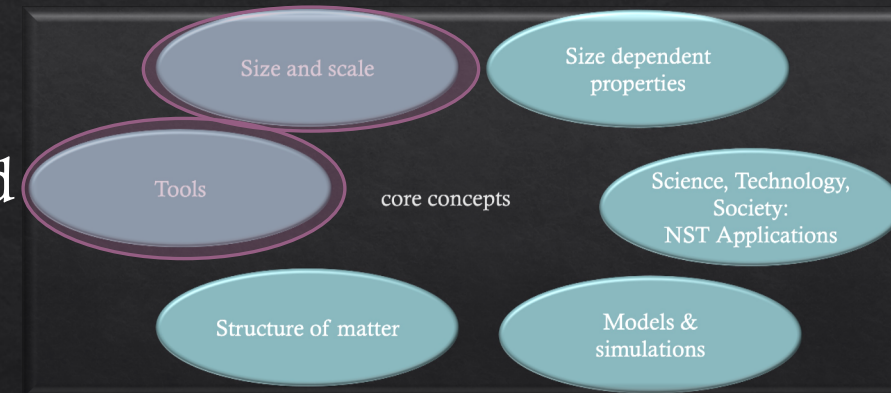 Size and scale
Size dependent
properties
d
Tools
core concepts
Science, Technology,
Society:
NST Applications
Structure of matter
Models &
simulations